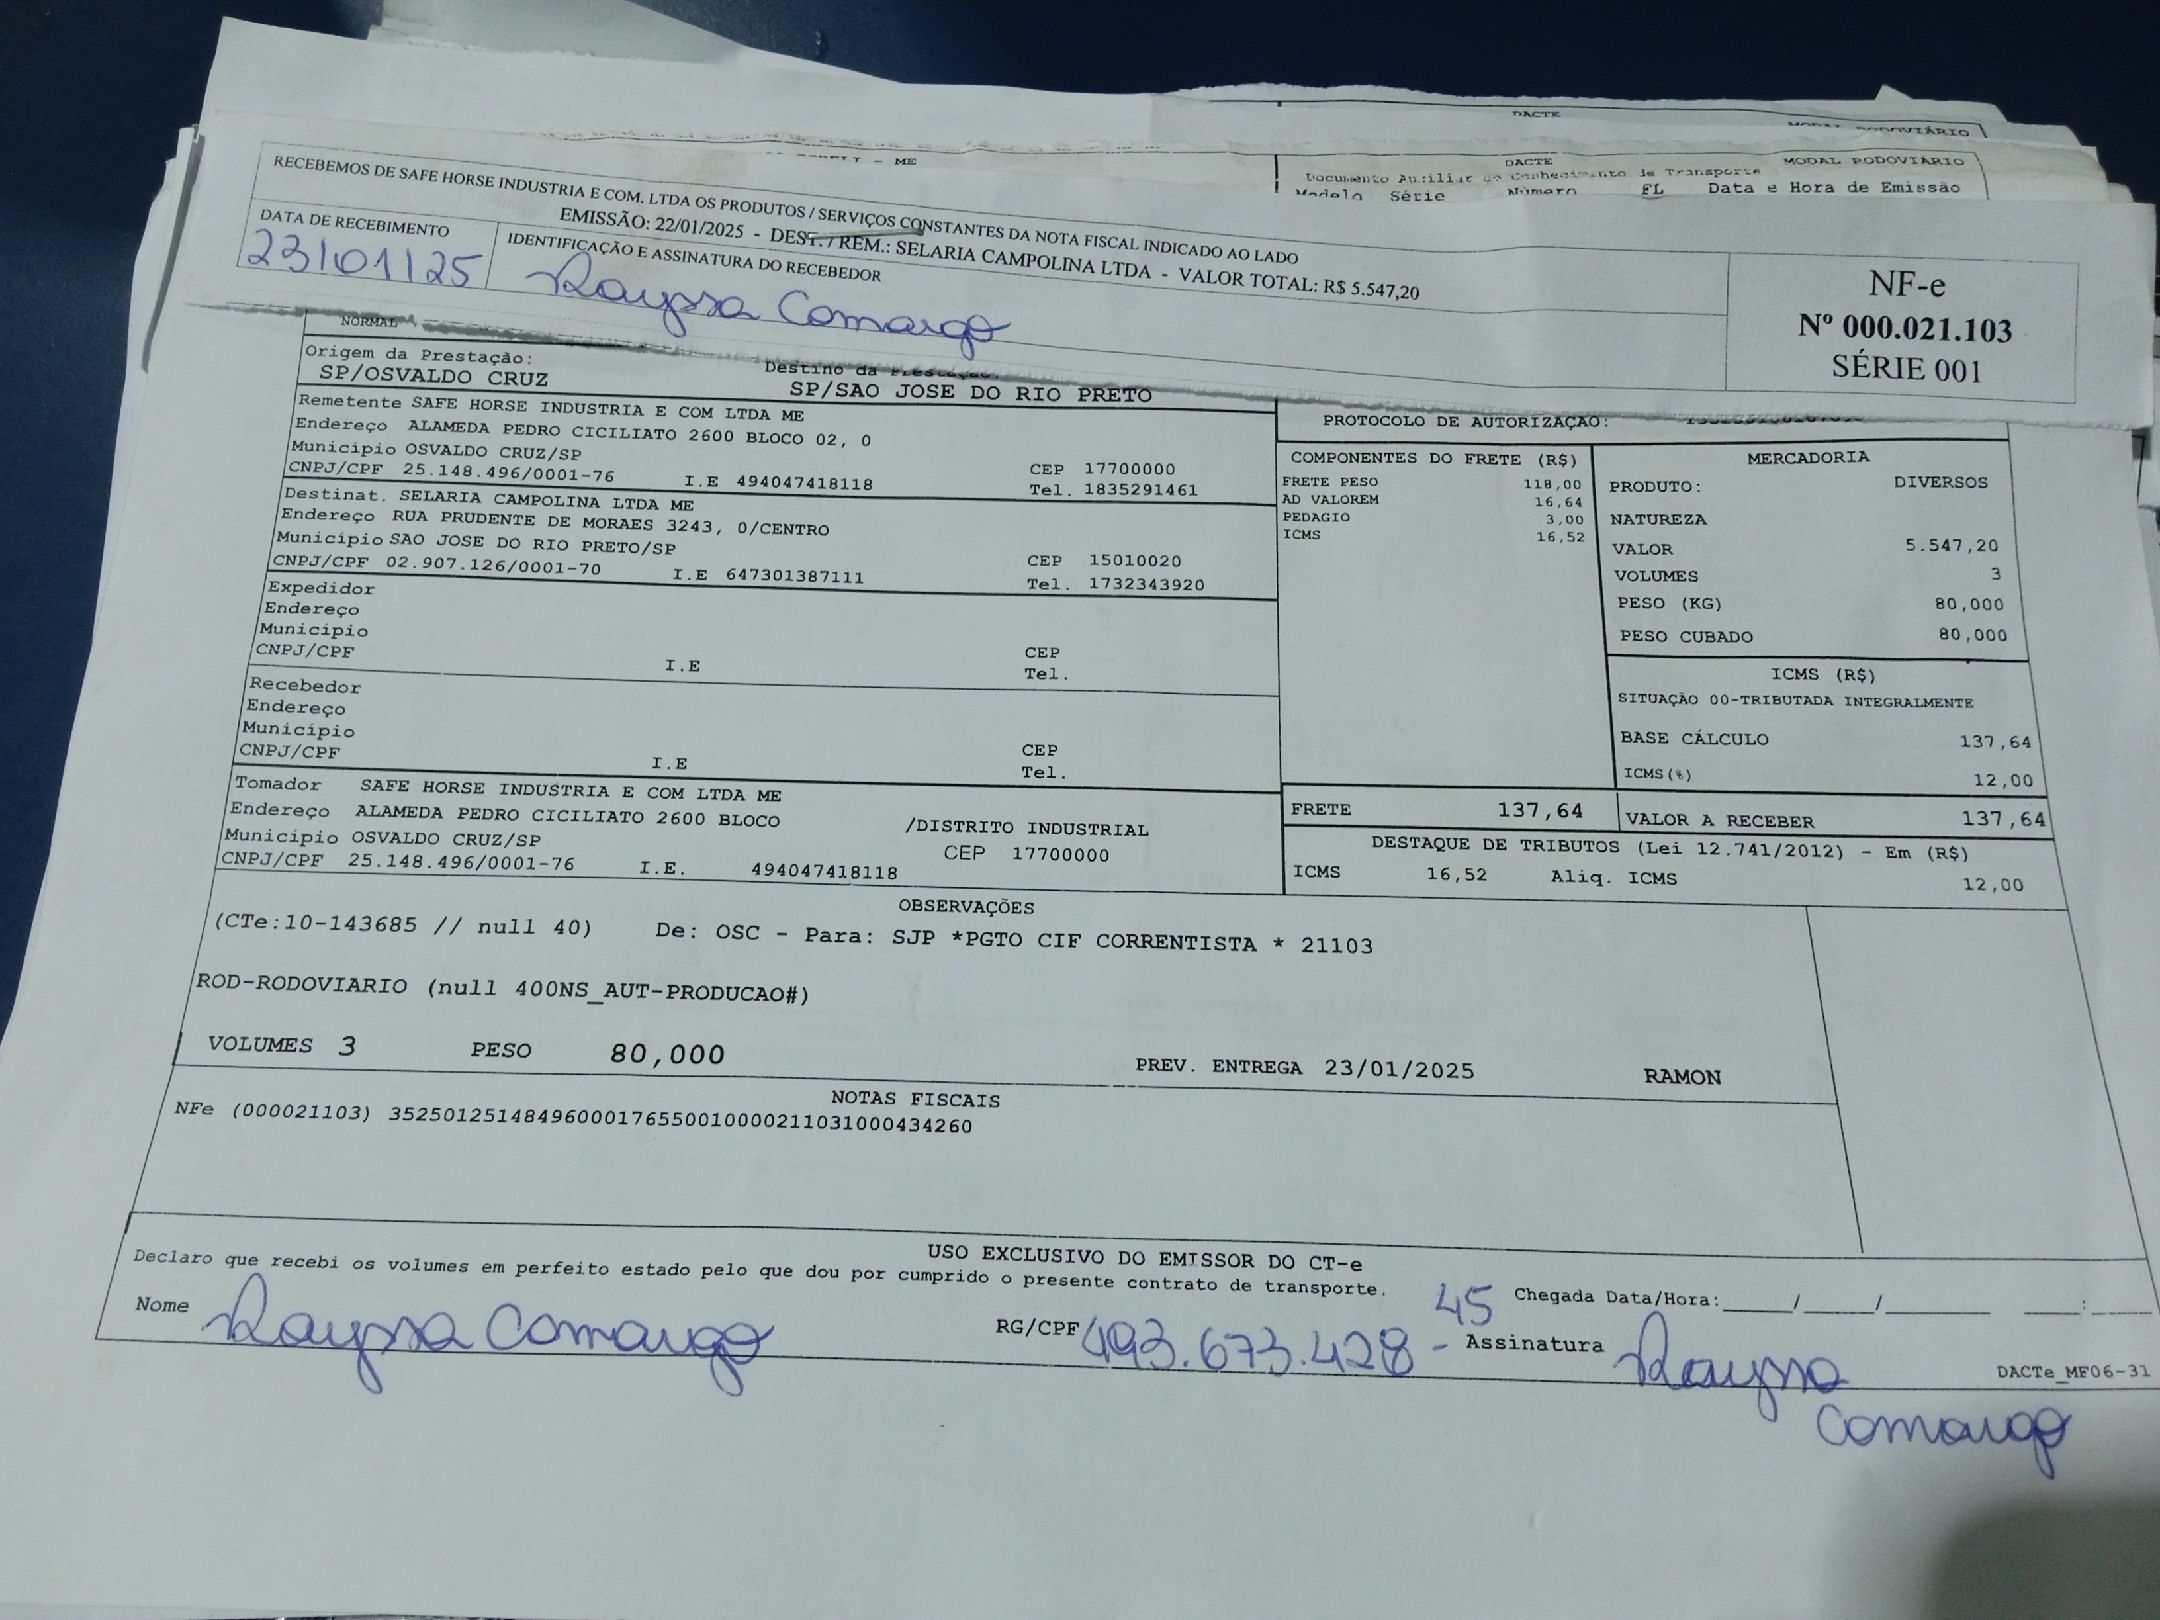 DACTE
MODAL RODOVIÁRIO
- ME
DACTE
MODAL RODOVIÁRIO
Documento Auxiliar do Conhecimento de Transporte
Modelo Série Número FL Data e Hora de Emissão
RECEBEMOS DE SAFE HORSE INDUSTRIA E COM. LTDA OS PRODUTOS / SERVIÇOS CONSTANTES DA NOTA FISCAL INDICADO AO LADO
EMISSÃO: 22/01/2025 - DEST. / REM.: SELARIA CAMPOLINA LTDA - VALOR TOTAL: R$ 5.547,20
DATA DE RECEBIMENTO
23/01/25
IDENTIFICAÇÃO E ASSINATURA DO RECEBEDOR
Rayssa Camargo
NF-e
Nº 000.021.103
SÉRIE 001
NORMAL
Origem da Prestação:
SP/OSVALDO CRUZ
Destino da Prestação:
SP/SAO JOSE DO RIO PRETO
Remetente SAFE HORSE INDUSTRIA E COM LTDA ME
Endereço ALAMEDA PEDRO CICILIATO 2600 BLOCO 02, 0
Município OSVALDO CRUZ/SP
CEP 17700000
CNPJ/CPF 25.148.496/0001-76 I.E 494047418118 Tel. 1835291461
Destinat. SELARIA CAMPOLINA LTDA ME
Endereço RUA PRUDENTE DE MORAES 3243, 0/CENTRO
Município SAO JOSE DO RIO PRETO/SP
CEP 15010020
CNPJ/CPF 02.907.126/0001-70 I.E 647301387111 Tel. 1732343920
Expedidor
Endereço
Município
CEP
CNPJ/CPF I.E Tel.
Recebedor
Endereço
Município
CEP
CNPJ/CPF I.E Tel.
Tomador SAFE HORSE INDUSTRIA E COM LTDA ME
Endereço ALAMEDA PEDRO CICILIATO 2600 BLOCO /DISTRITO INDUSTRIAL
Município OSVALDO CRUZ/SP CEP 17700000
CNPJ/CPF 25.148.496/0001-76 I.E. 494047418118
PROTOCOLO DE AUTORIZAÇÃO:
COMPONENTES DO FRETE (R$)
FRETE PESO 118,00
AD VALOREM 16,64
PEDAGIO 3,00
ICMS 16,52
MERCADORIA
PRODUTO: DIVERSOS
NATUREZA
VALOR 5.547,20
VOLUMES 3
PESO (KG) 80,000
PESO CUBADO 80,000
ICMS (R$)
SITUAÇÃO 00-TRIBUTADA INTEGRALMENTE
BASE CÁLCULO 137,64
ICMS(%) 12,00
FRETE 137,64
VALOR A RECEBER 137,64
DESTAQUE DE TRIBUTOS (Lei 12.741/2012) - Em (R$)
ICMS 16,52 Aliq. ICMS 12,00
OBSERVAÇÕES
(CTe:10-143685 // null 40) De: OSC - Para: SJP *PGTO CIF CORRENTISTA * 21103
ROD-RODOVIARIO (null 400NS_AUT-PRODUCAO#)
VOLUMES 3 PESO 80,000 PREV. ENTREGA 23/01/2025 RAMON
NOTAS FISCAIS
NFe (000021103) 35250125148496000176550010000211031000434260
USO EXCLUSIVO DO EMISSOR DO CT-e
Declaro que recebi os volumes em perfeito estado pelo que dou por cumprido o presente contrato de transporte.
Chegada Data/Hora:_____/_____/________ ____:_____
Nome Rayssa Camargo RG/CPF 493.673.428-45 Assinatura Rayssa
Camargo
DACTe_MF06-31